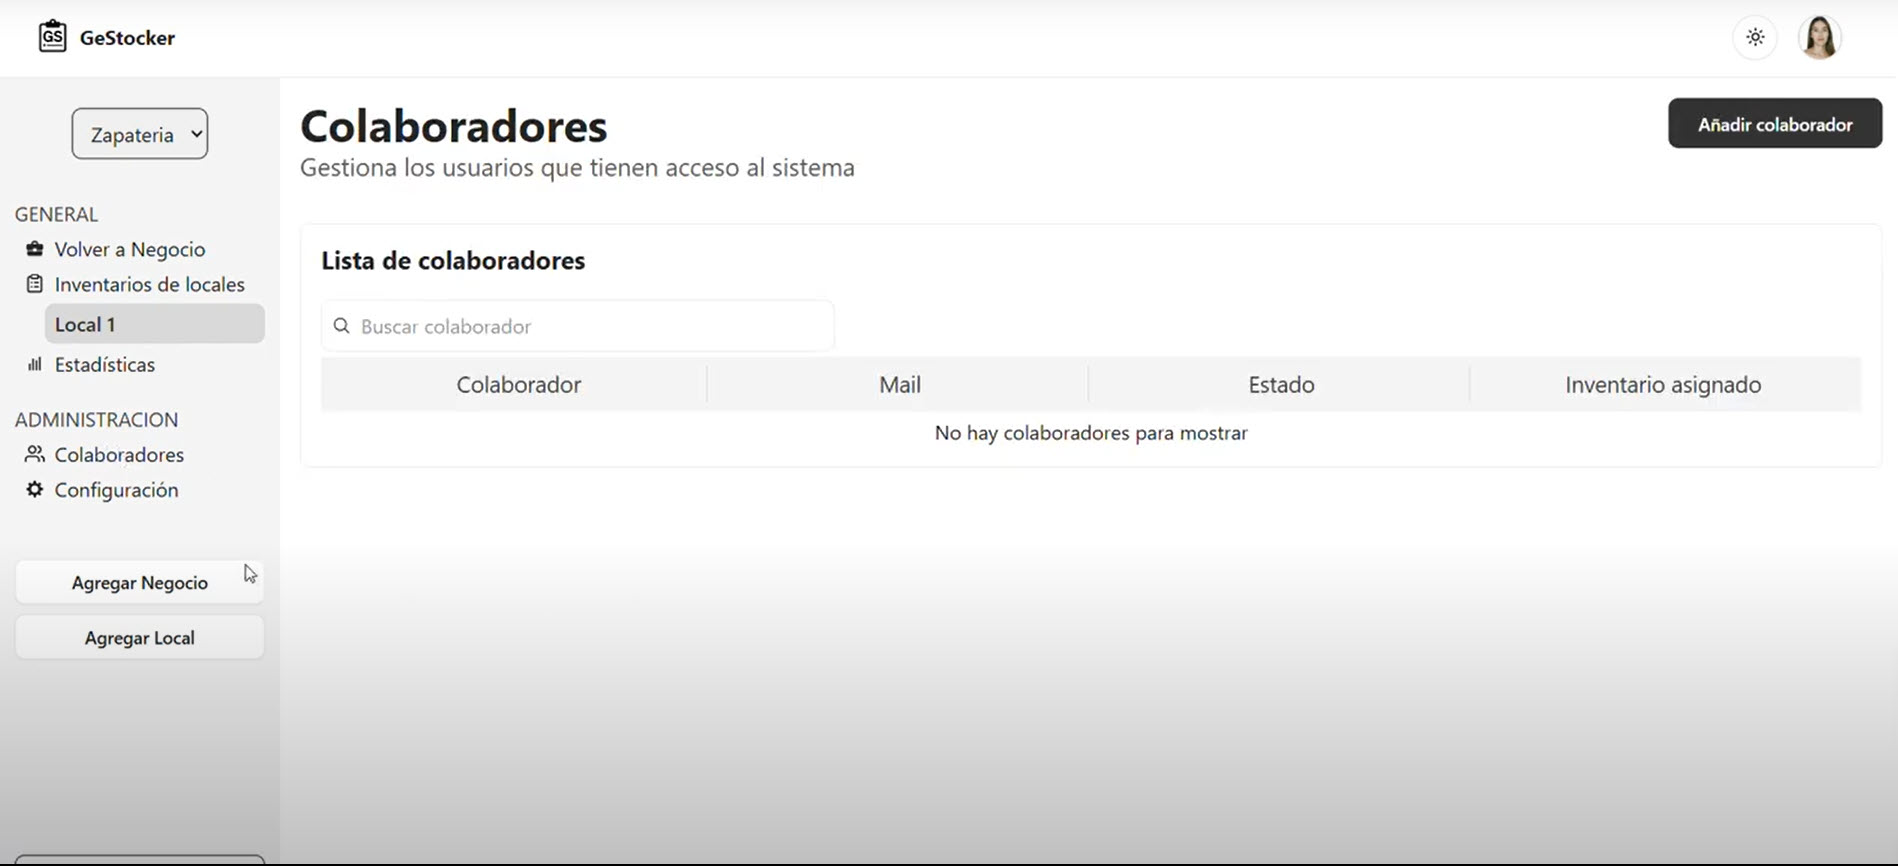 GS GeStocker
Zapateria
GENERAL
Volver a Negocio
Inventarios de locales
Local 1
Estadísticas
ADMINISTRACION
Colaboradores
Configuración
Agregar Negocio
Agregar Local
Colaboradores
Gestiona los usuarios que tienen acceso al sistema
Añadir colaborador
Lista de colaboradores
Buscar colaborador
Colaborador Mail Estado Inventario asignado
No hay colaboradores para mostrar